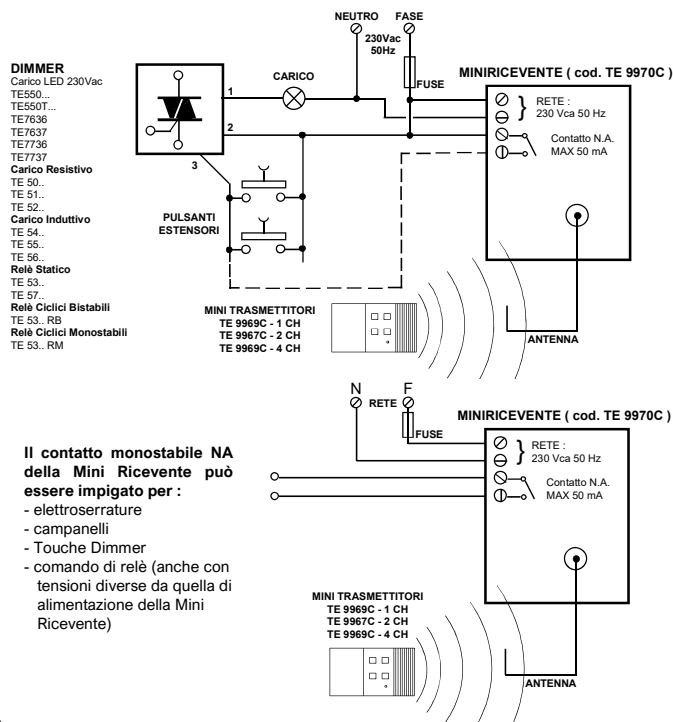 NEUTRO FASE
230Vac
50Hz
FUSE
DIMMER
Carico LED 230Vac
TE550...
TE550T...
TE7636
TE7637
TE7736
TE7737
Carico Resistivo
TE 50..
TE 51..
TE 52..
Carico Induttivo
TE 54..
TE 55..
TE 56..
Relè Statico
TE 53..
TE 57..
Relè Ciclici Bistabili
TE 53.. RB
Relè Ciclici Monostabili
TE 53.. RM
1
2
3
CARICO
PULSANTI
ESTENSORI
MINIRICEVENTE ( cod. TE 9970C )
RETE :
230 Vca 50 Hz
Contatto N.A.
MAX 50 mA
MINI TRASMETTITORI
TE 9969C - 1 CH
TE 9967C - 2 CH
TE 9969C - 4 CH
ANTENNA
N F
RETE
FUSE
MINIRICEVENTE ( cod. TE 9970C )
RETE :
230 Vca 50 Hz
Contatto N.A.
MAX 50 mA
Il contatto monostabile NA
della Mini Ricevente può
essere impigato per :
- elettroserrature
- campanelli
- Touche Dimmer
- comando di relè (anche con
tensioni diverse da quella di
alimentazione della Mini
Ricevente)
MINI TRASMETTITORI
TE 9969C - 1 CH
TE 9967C - 2 CH
TE 9969C - 4 CH
ANTENNA